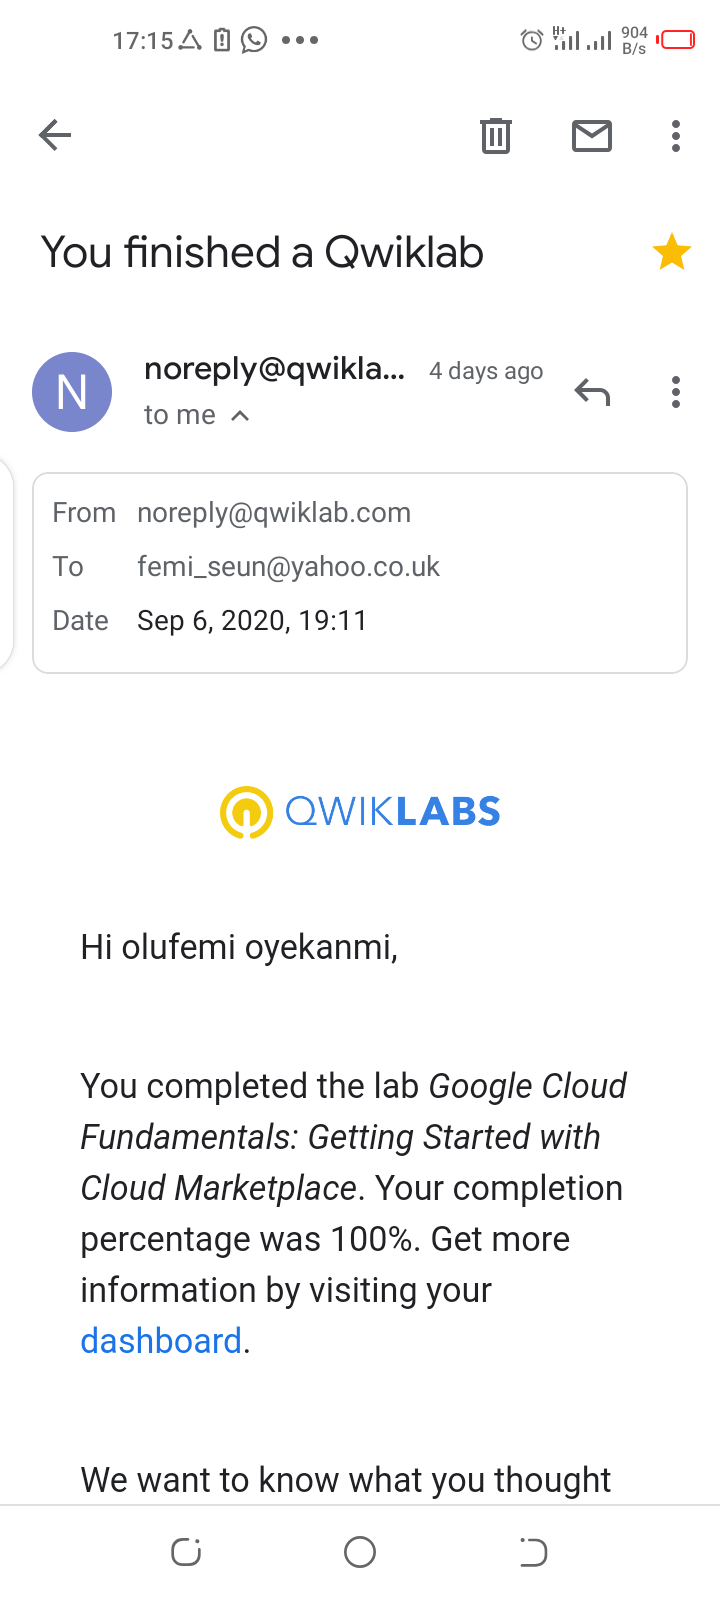 17:15
H+
904
B/s
You finished a Qwiklab
N
noreply@qwikla... 4 days ago
to me
From noreply@qwiklab.com
To femi_seun@yahoo.co.uk
Date Sep 6, 2020, 19:11
QWIKLABS
Hi olufemi oyekanmi,
You completed the lab Google Cloud
Fundamentals: Getting Started with
Cloud Marketplace. Your completion
percentage was 100%. Get more
information by visiting your
dashboard.
We want to know what you thought